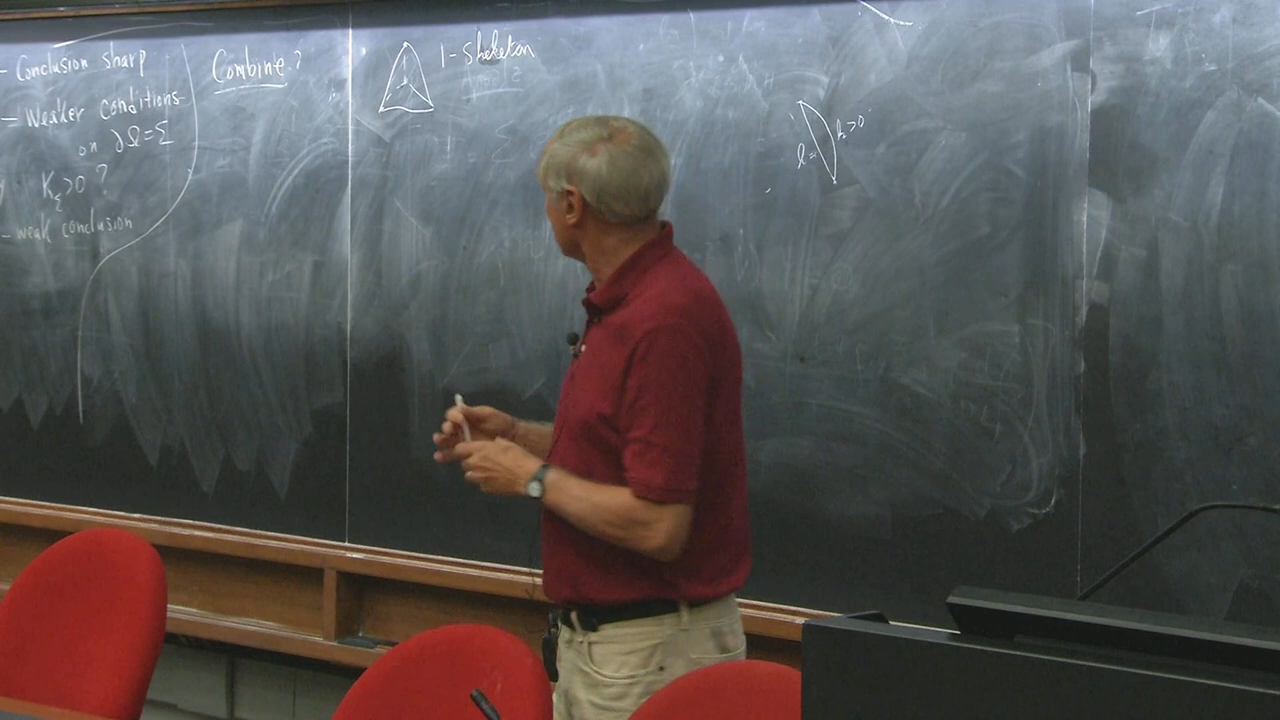 - Conclusion sharp
- Weaker conditions
on ∂Ω=Σ
K_Σ>0 ?
- weak conclusion
Combine?
1-skeleton
h>0